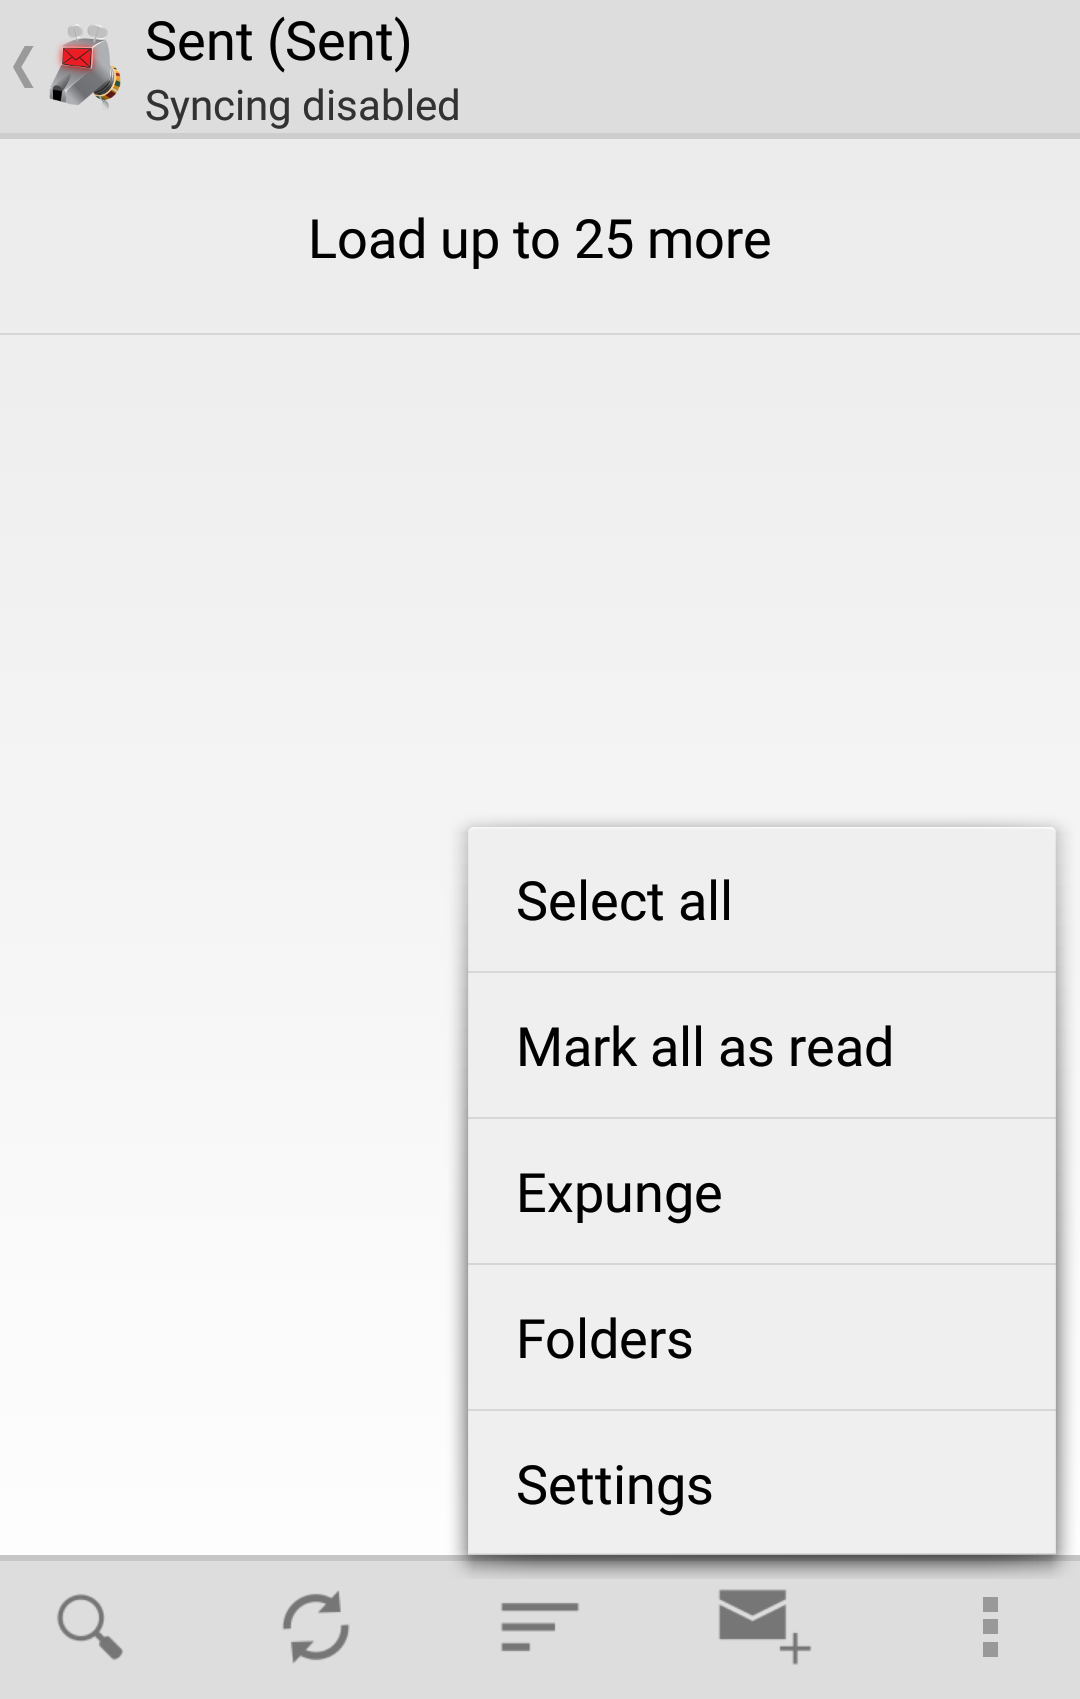 Sent (Sent)
Syncing disabled
Load up to 25 more
Select all
Mark all as read
Expunge
Folders
Settings